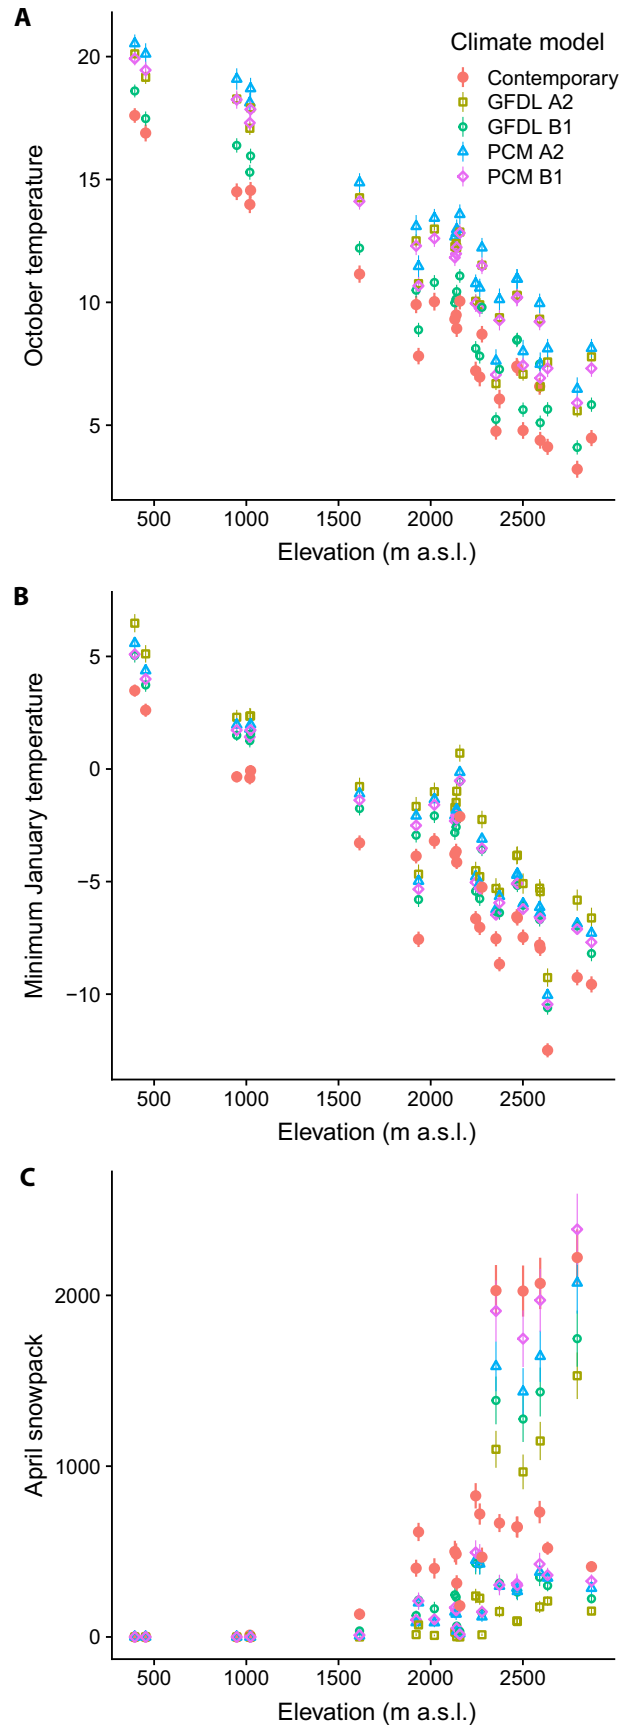 A
20
15
10
5
October temperature
Climate model
Contemporary
GFDL A2
GFDL B1
PCM A2
PCM B1
500 1000 1500 2000 2500
Elevation (m a.s.l.)
B
5
0
−5
−10
Minimum January temperature
500 1000 1500 2000 2500
Elevation (m a.s.l.)
C
2000
1000
0
April snowpack
500 1000 1500 2000 2500
Elevation (m a.s.l.)